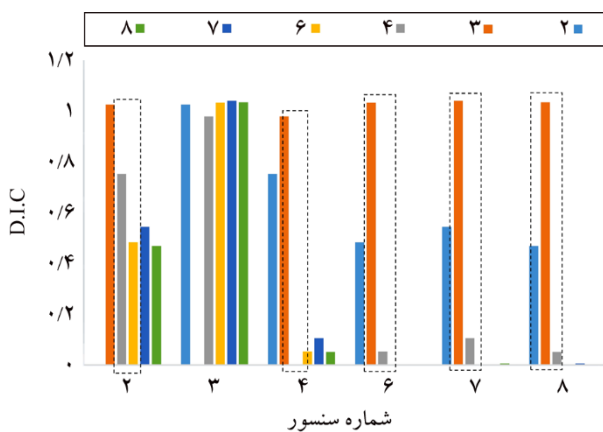 ۸ ۷ ۶ ۴ ۳ ۲
۱/۲
۱
۰/۸
۰/۶
۰/۴
۰/۲
۰
D.I.C
۲ ۳ ۴ ۶ ۷ ۸
شماره سنسور